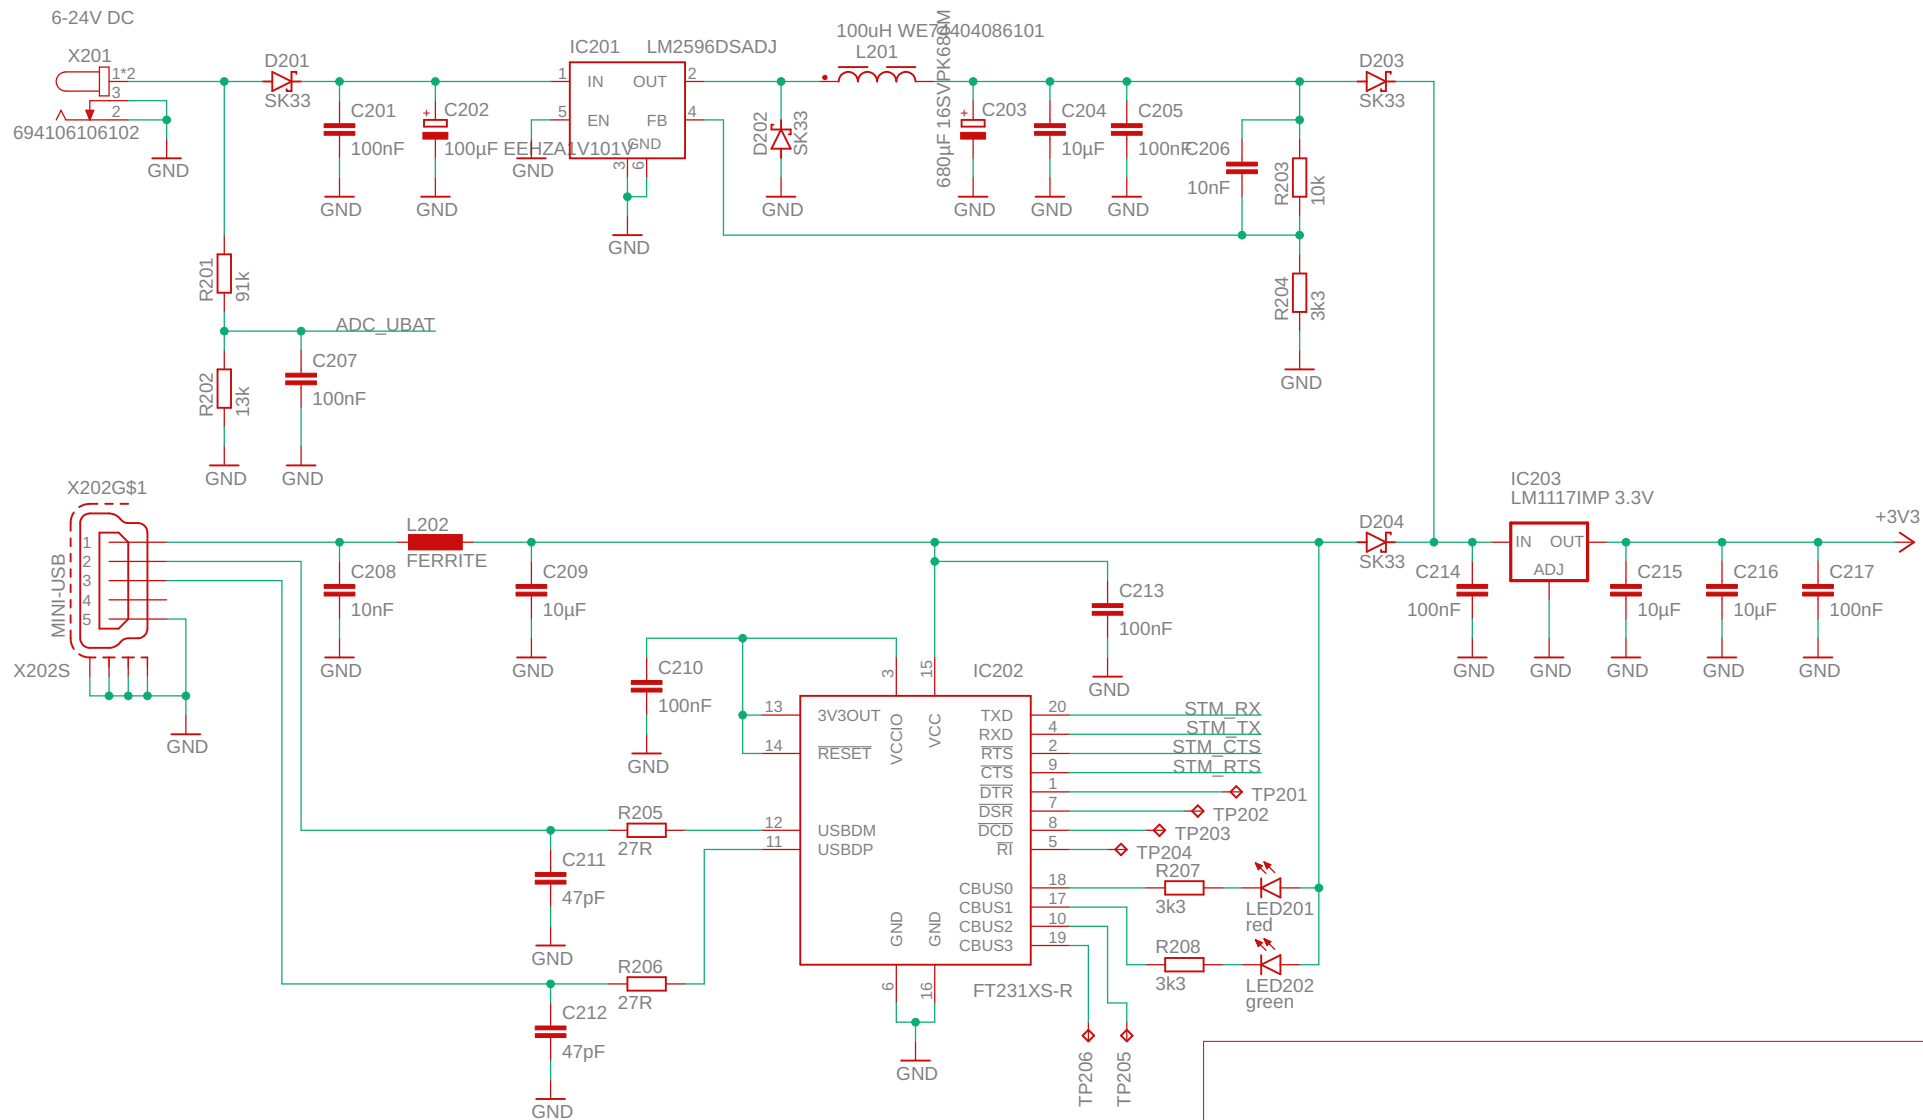 6-24V DC
X201
1*2
3
2
694106106102
GND
D201
SK33
C201
100nF
GND
C202
+
100µF EEHZA1V101V
GND
IC201
LM2596DSADJ
1
IN
OUT
2
5
EN
FB
4
GND
3
6
GND
GND
D202
SK33
GND
100uH WE74404086101
L201
680µF 16SVPK680M
+
C203
GND
C204
10µF
GND
C205
100nF
GND
C206
10nF
R203
10k
R204
3k3
GND
D203
SK33
R201
91k
ADC_UBAT
R202
13k
GND
C207
100nF
GND
X202G$1
MINI-USB
1
2
3
4
5
X202S
GND
C208
10nF
GND
L202
FERRITE
C209
10µF
GND
D204
SK33
C213
100nF
GND
C210
100nF
GND
IC203
LM1117IMP 3.3V
IN
OUT
ADJ
GND
C214
100nF
GND
C215
10µF
GND
C216
10µF
GND
C217
100nF
GND
+3V3
IC202
3
15
VCCIO
VCC
13
3V3OUT
14
RESET
12
USBDM
11
USBDP
TXD
20
STM_RX
RXD
4
STM_TX
RTS
2
STM_CTS
CTS
9
STM_RTS
DTR
1
TP201
DSR
7
TP202
DCD
8
TP203
RI
5
TP204
CBUS0
18
CBUS1
17
CBUS2
10
CBUS3
19
GND
GND
6
16
GND
FT231XS-R
R205
27R
C211
47pF
GND
R206
27R
C212
47pF
GND
R207
3k3
LED201
red
R208
3k3
LED202
green
TP206
TP205